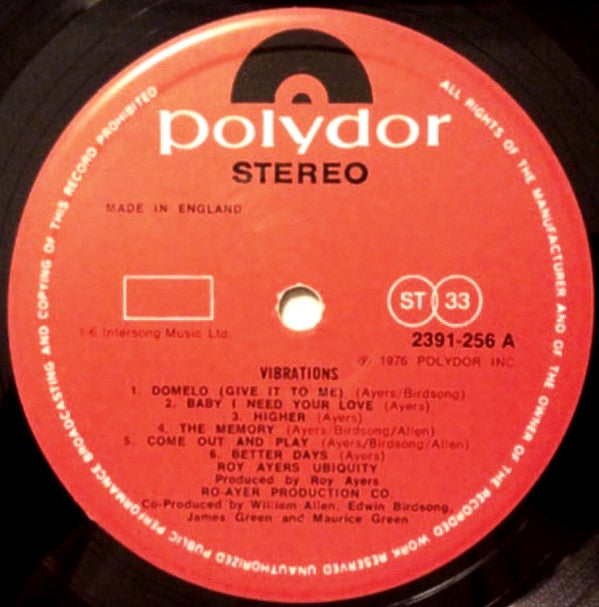 polydor
STEREO
MADE IN ENGLAND
ST 33
1-6 Intersong Music Ltd.
2391-256 A
℗ 1976 POLYDOR INC
VIBRATIONS
1. DOMELO (GIVE IT TO ME) (Ayers/Birdsong)
2. BABY I NEED YOUR LOVE (Ayers)
3. HIGHER (Ayers)
4. THE MEMORY (Ayers/Birdsong/Allen)
5. COME OUT AND PLAY (Ayers/Birdsong/Allen)
6. BETTER DAYS (Ayers)
ROY AYERS UBIQUITY
Produced by Roy Ayers
RO-AYER PRODUCTION CO.
Co-Produced by William Allen, Edwin Birdsong,
James Green and Maurice Green
ALL RIGHTS OF THE MANUFACTURER AND OF THE OWNER OF THE RECORDED WORK RESERVED UNAUTHORIZED PUBLIC PERFORMANCE BROADCASTING AND COPYING OF THIS RECORD PROHIBITED